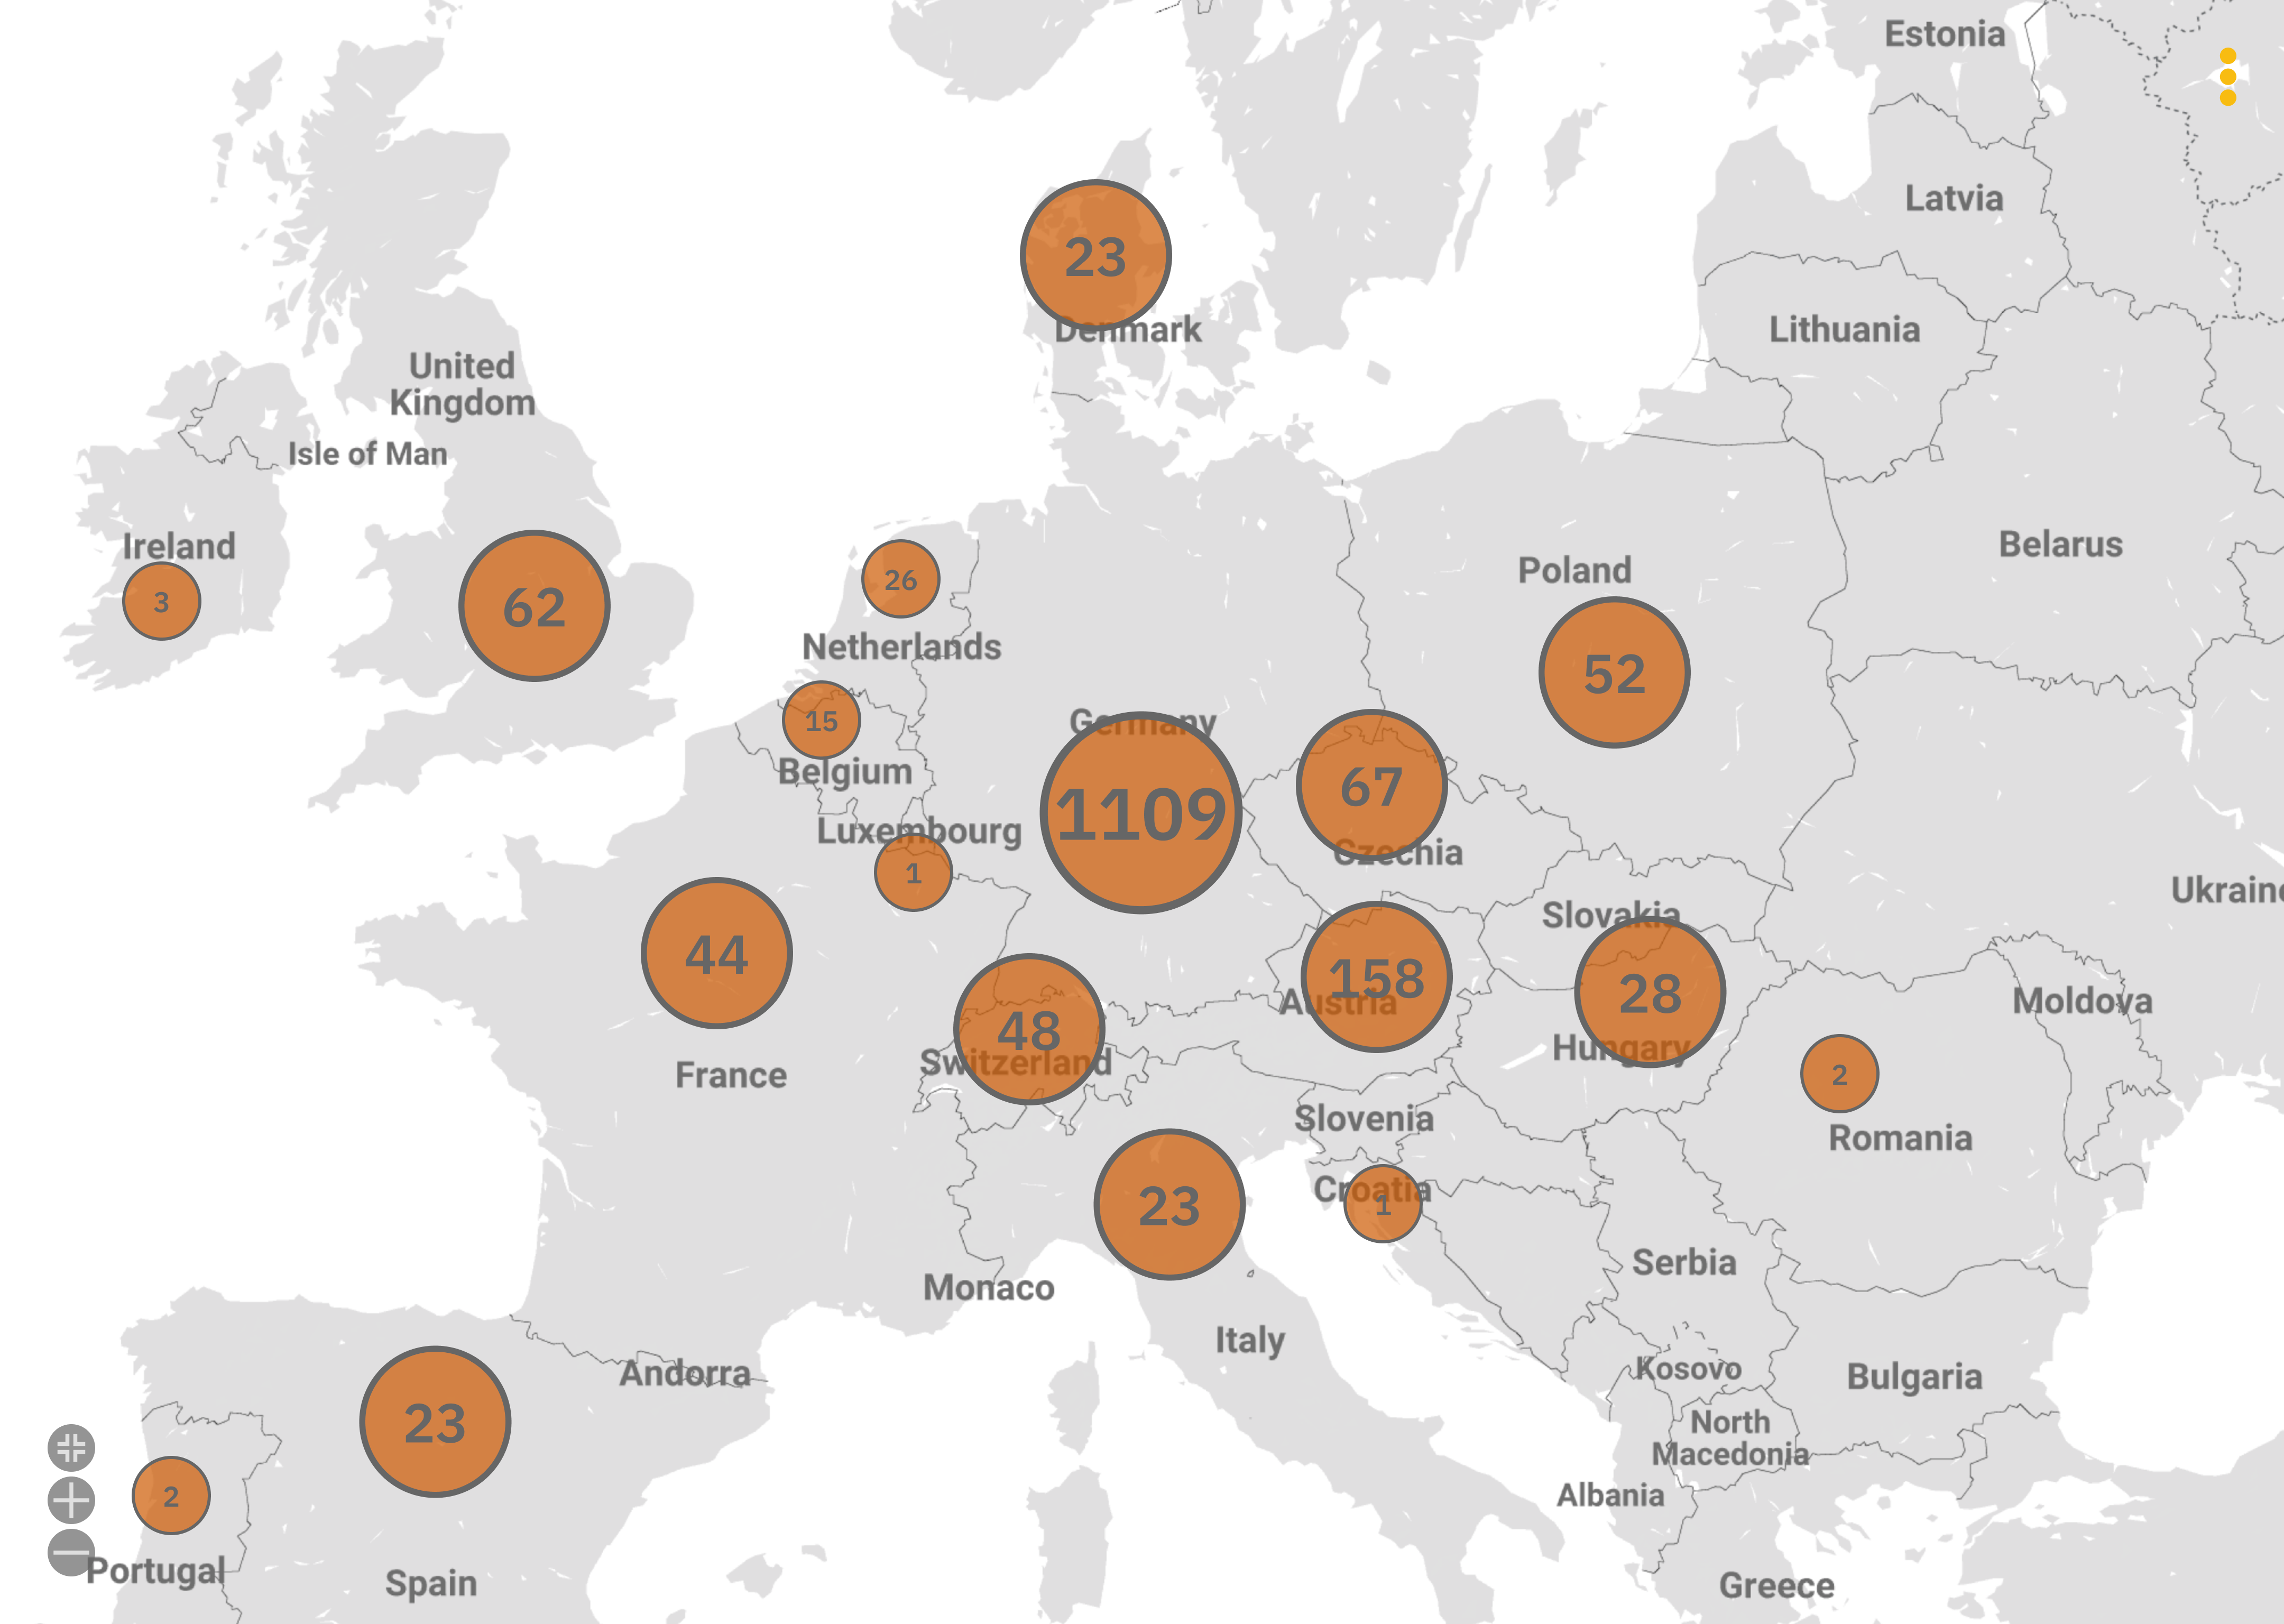 Estonia
Latvia
23
Denmark
Lithuania
United
Kingdom
Isle of Man
Ireland
3
62
26
Netherlands
Poland
52
Belarus
15
Belgium
Germany
1109
67
Czechia
Luxembourg
1
44
France
48
Switzerland
158
Austria
Slovakia
28
Hungary
Ukraine
Moldova
2
Romania
Slovenia
Croatia
1
23
Italy
Monaco
Serbia
Andorra
Kosovo
Bulgaria
North
Macedonia
Albania
Greece
23
Spain
2
Portugal